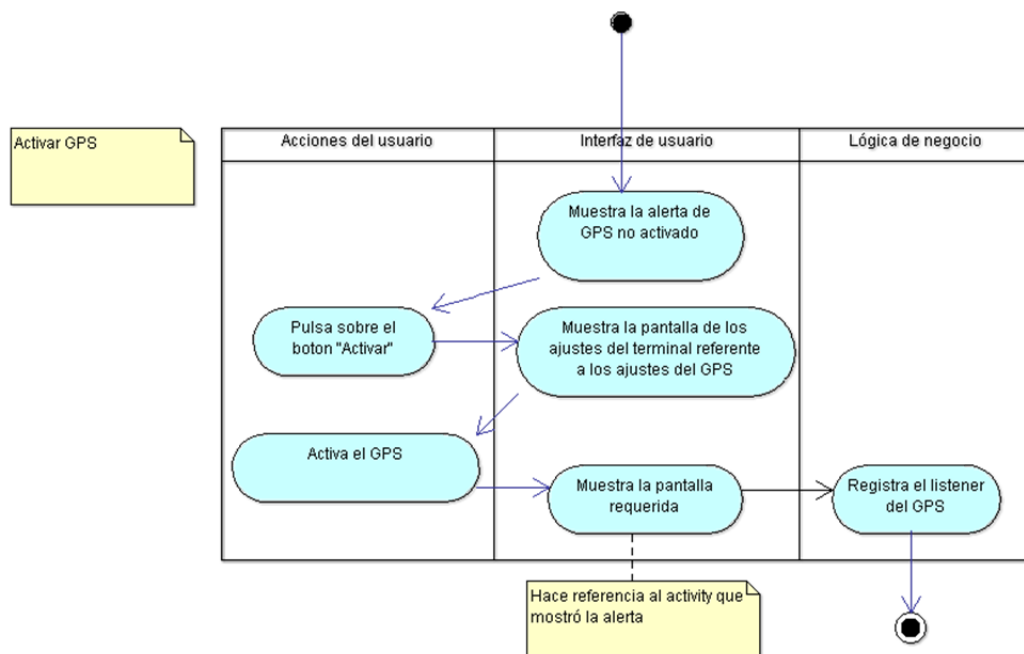 Activar GPS
Acciones del usuario
Interfaz de usuario
Lógica de negocio
Muestra la alerta de
GPS no activado
Pulsa sobre el
boton "Activar"
Muestra la pantalla de los
ajustes del terminal referente
a los ajustes del GPS
Activa el GPS
Muestra la pantalla
requerida
Registra el listener
del GPS
Hace referencia al activity que
mostró la alerta